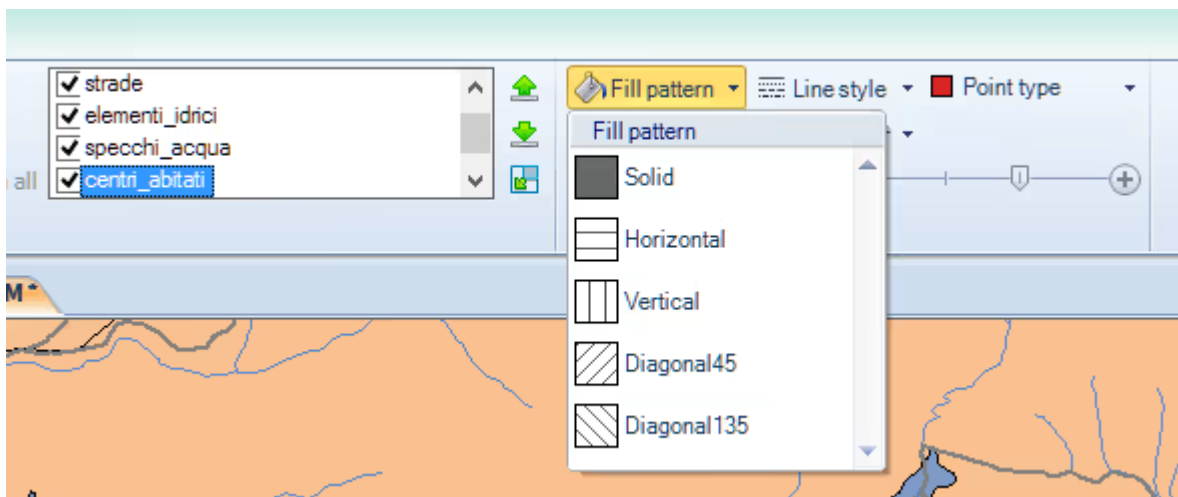 strade
elementi_idrici
specchi_acqua
all
centri_abitati
Fill pattern
Line style
Point type
Fill pattern
Solid
Horizontal
Vertical
Diagonal45
Diagonal135
M*